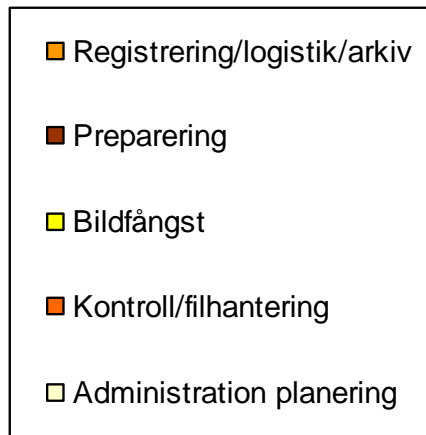 Registrering/logistik/arkiv
Preparering
Bildfångst
Kontroll/filhantering
Administration planering